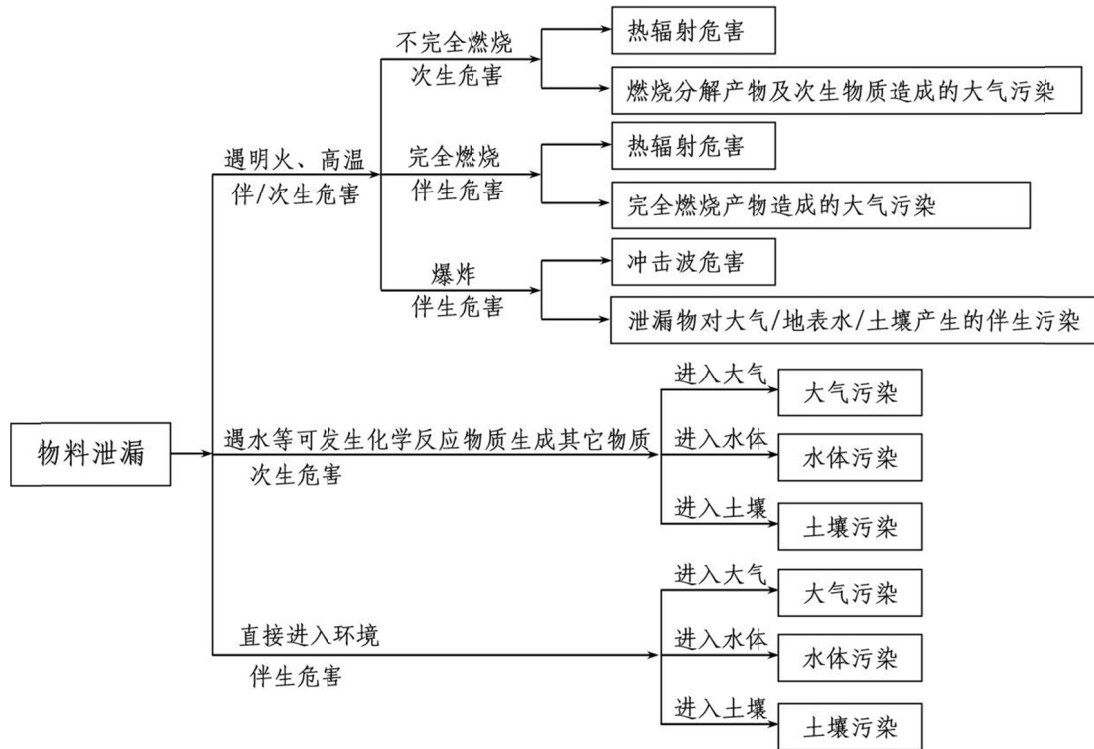 物料泄漏
遇明火、高温
伴/次生危害
不完全燃烧
次生危害
热辐射危害
燃烧分解产物及次生物质造成的大气污染
完全燃烧
伴生危害
热辐射危害
完全燃烧产物造成的大气污染
爆炸
伴生危害
冲击波危害
泄漏物对大气/地表水/土壤产生的伴生污染
遇水等可发生化学反应物质生成其它物质
次生危害
进入大气
大气污染
进入水体
水体污染
进入土壤
土壤污染
直接进入环境
伴生危害
进入大气
大气污染
进入水体
水体污染
进入土壤
土壤污染